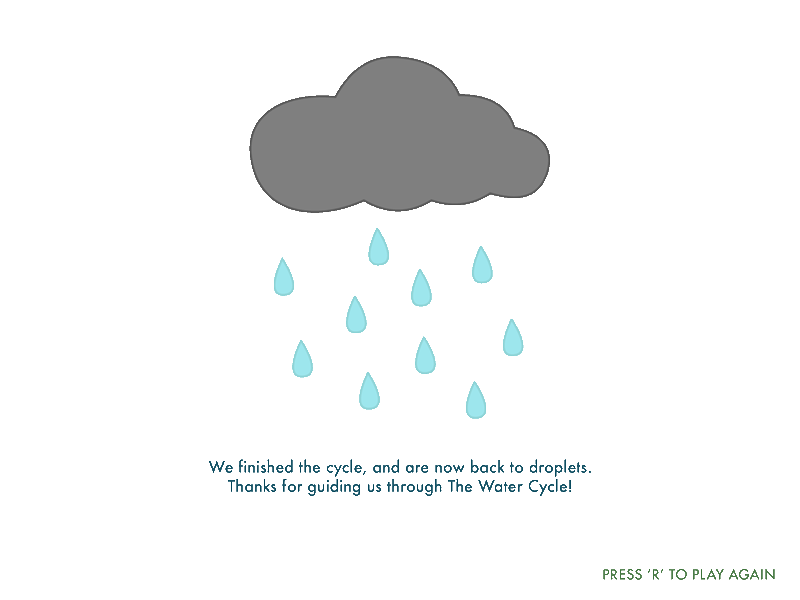 We finished the cycle, and are now back to droplets.
Thanks for guiding us through The Water Cycle!
PRESS ‘R’ TO PLAY AGAIN